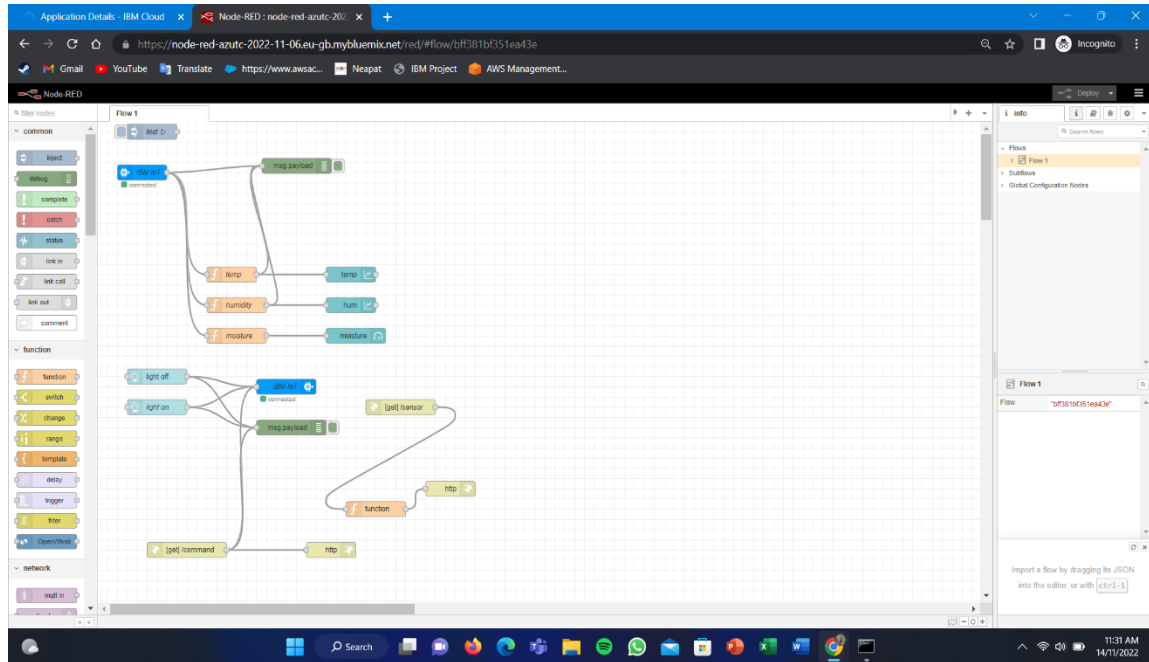 Application Details - IBM Cloud
Node-RED : node-red-azutc-202
https://node-red-azutc-2022-11-06.eu-gb.mybluemix.net/red/#flow/bff381bf351ea43e
Incognito
Gmail
YouTube
Translate
https://www.awsac...
Neapat
IBM Project
AWS Management...
Node-RED
Deploy
filter nodes
common
inject
debug
complete
catch
status
link in
link call
link out
comment
function
function
switch
change
range
template
delay
trigger
filter
network
mqtt in
Flow 1
test
IBM IoT
connected
msg.payload
temp
temp
humidity
hum
moisture
moisture
light off
IBM IoT
connected
light on
[get] /sensor
msg.payload
http
function
[get] /command
http
info
i
Search flows
Flows
Flow 1
Subflows
Global Configuration Nodes
Flow 1
Flow
"bff381bf351ea43e"
Import a flow by dragging its JSON
into the editor, or with ctrl-i
Search
11:31 AM
14/11/2022